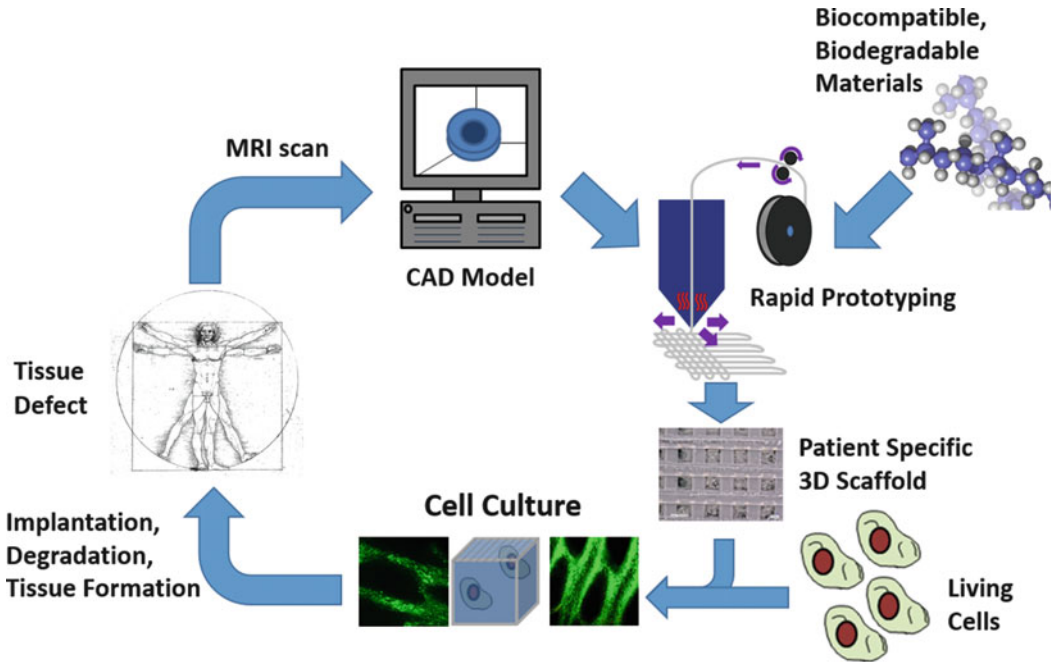 Biocompatible,
Biodegradable
Materials
MRI scan
CAD Model
Rapid Prototyping
Tissue
Defect
Patient Specific
3D Scaffold
Cell Culture
Implantation,
Degradation,
Tissue Formation
Living
Cells